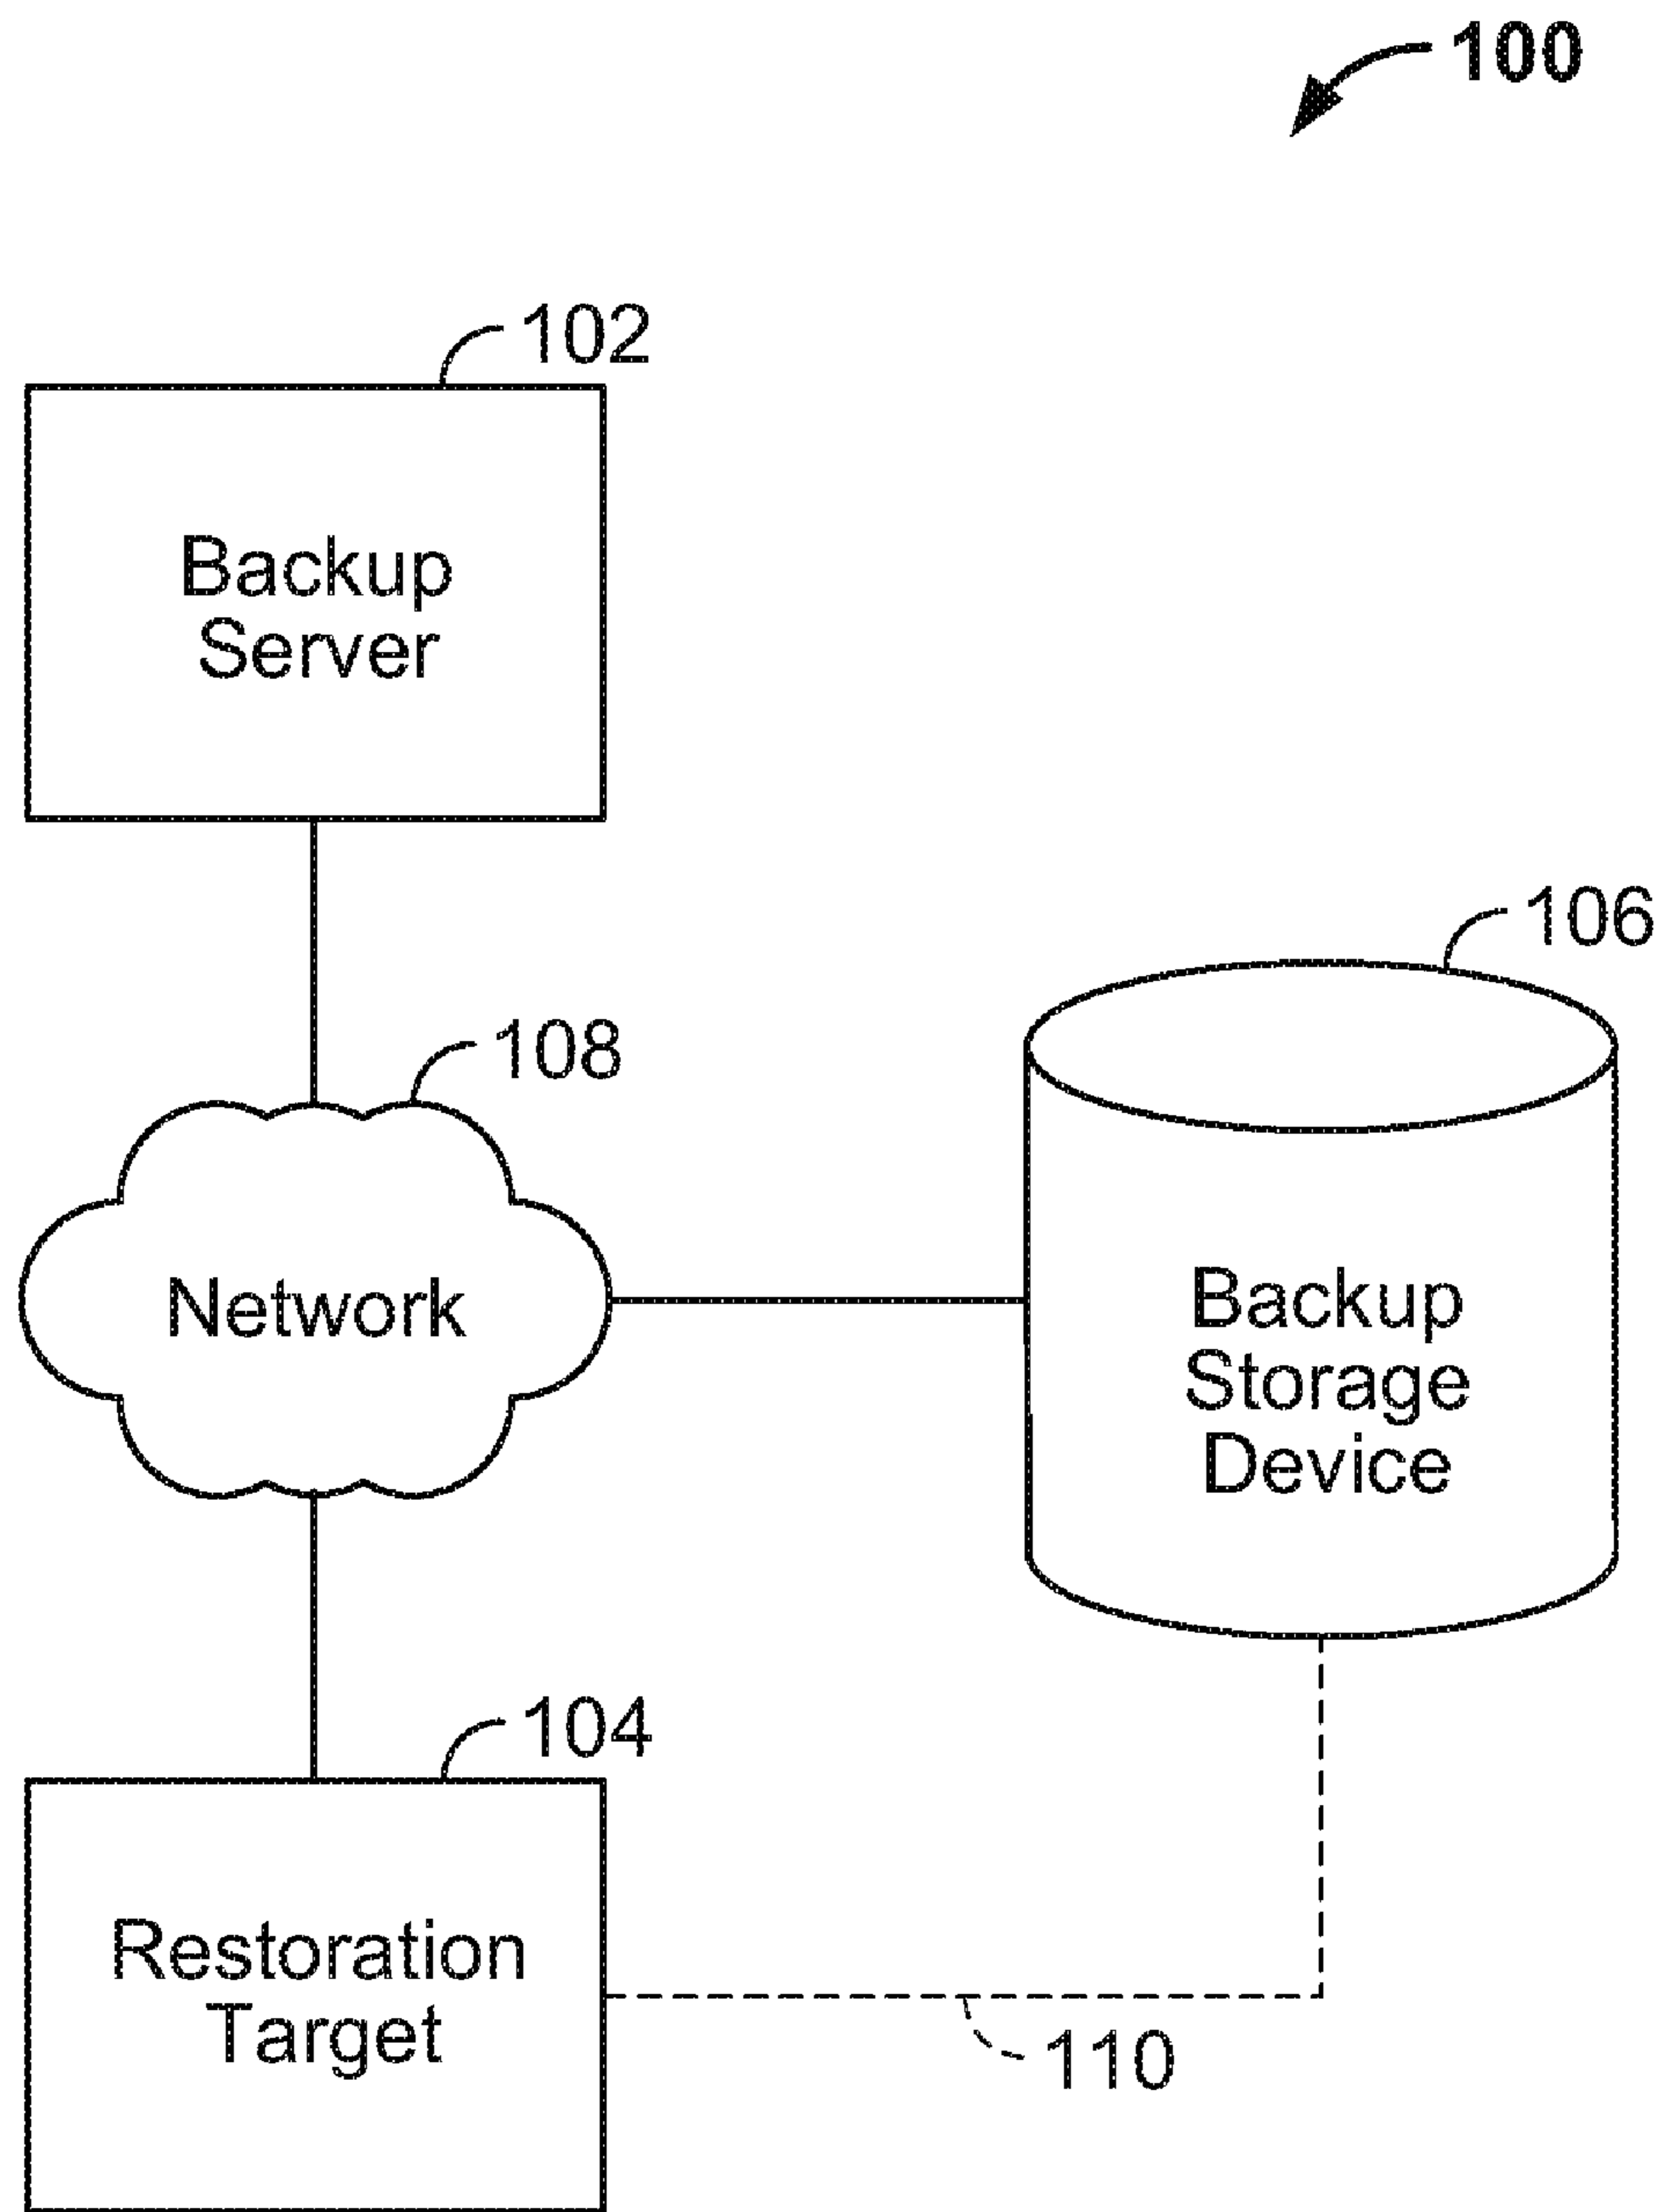 100
102
Backup
Server
106
108
Network
Backup
Storage
Device
104
Restoration
Target
110